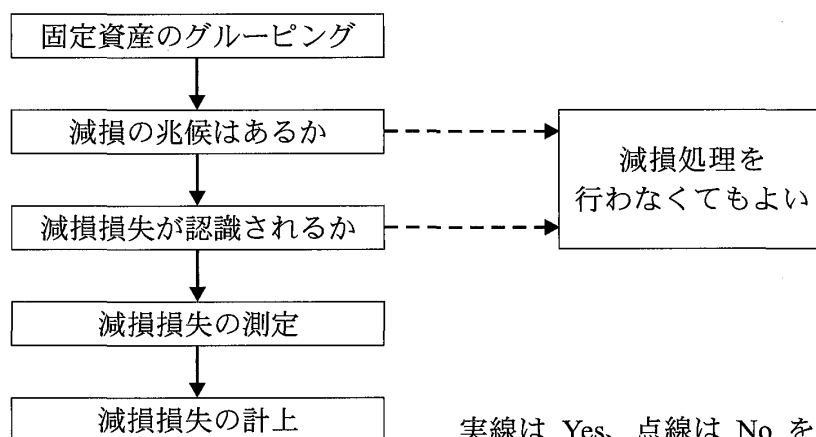 固定資産のグルーピング
減損の兆候はあるか
減損処理を
行わなくてもよい
減損損失が認識されるか
減損損失の測定
減損損失の計上
実線は Yes、点線は No を